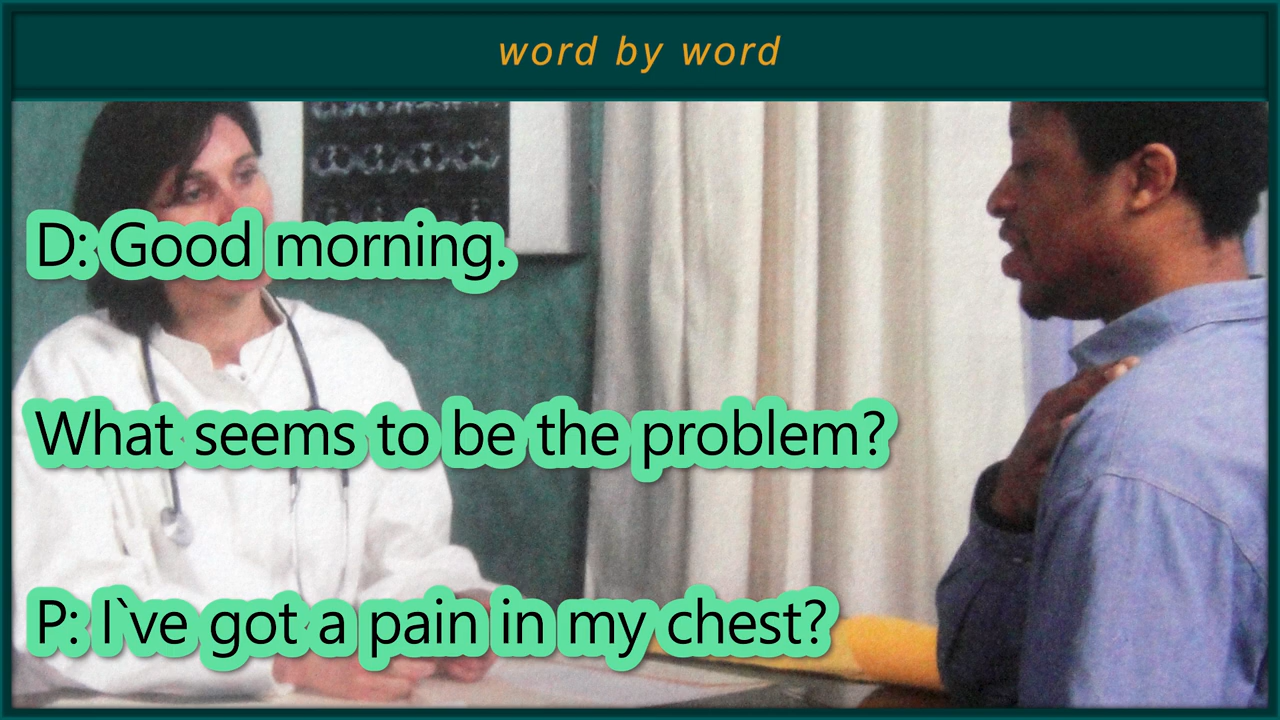 word by word
D: Good morning.
What seems to be the problem?
P: I`ve got a pain in my chest?